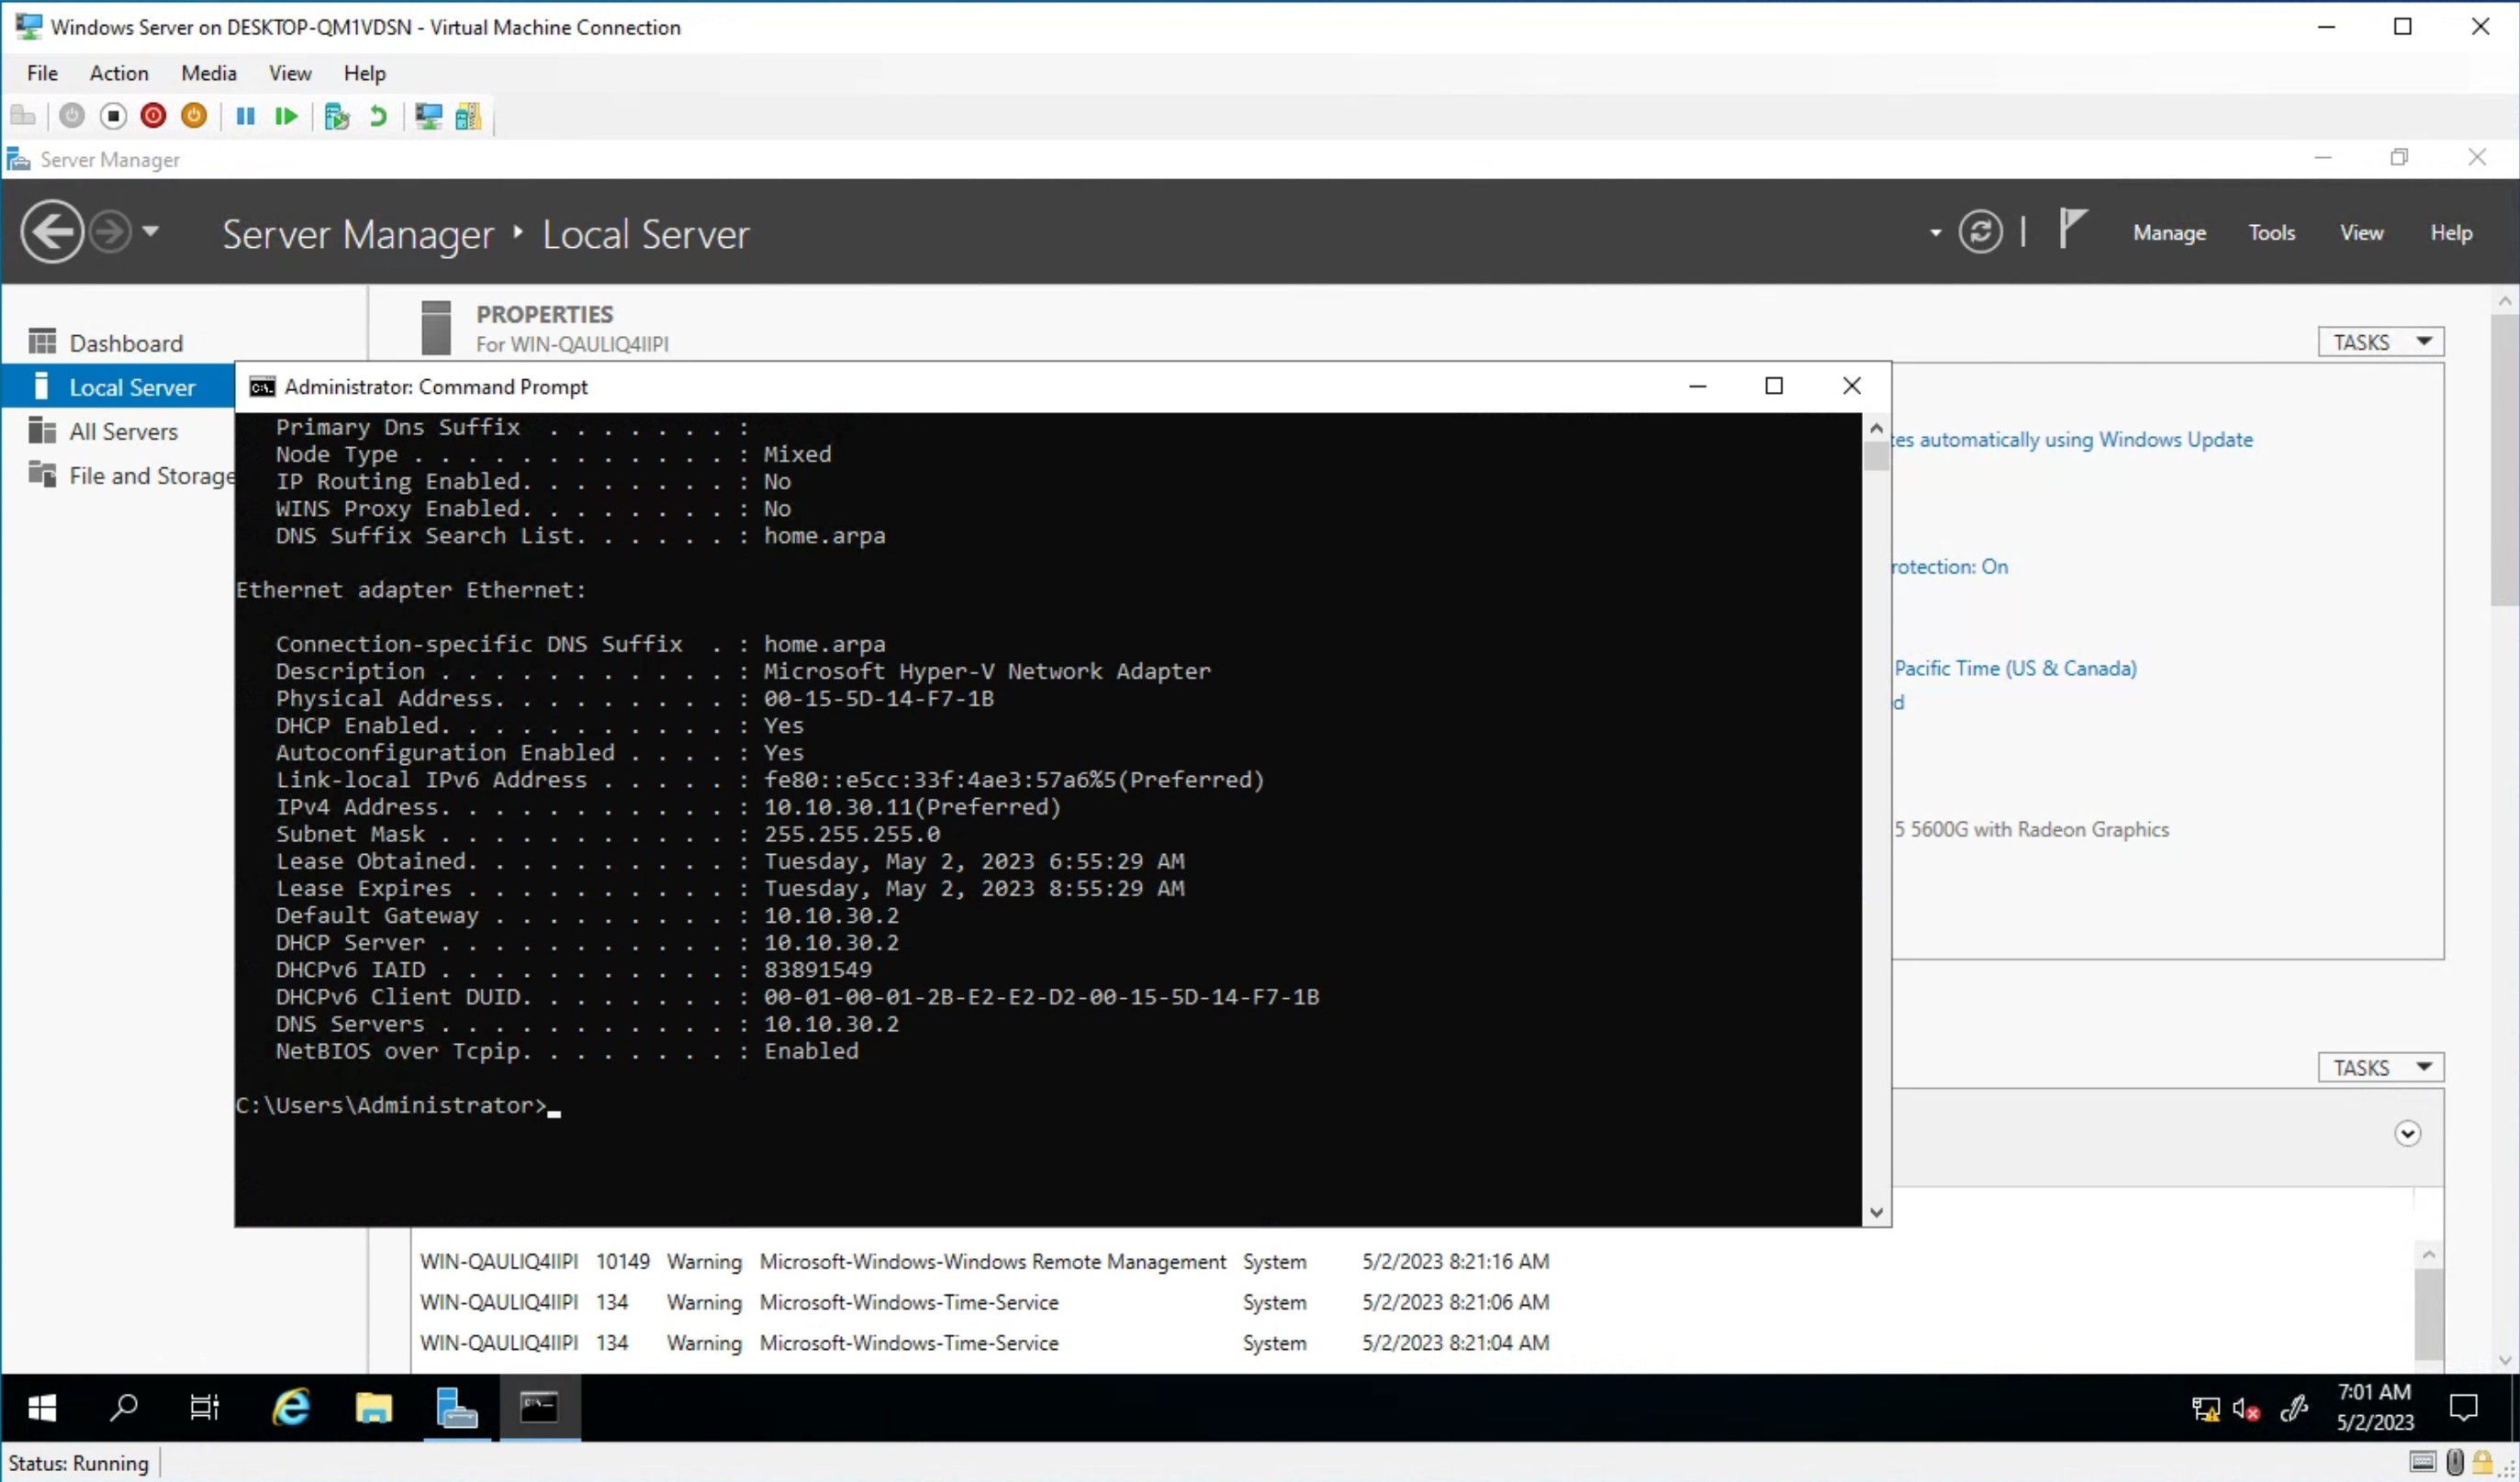 Windows Server on DESKTOP-QM1VDSN - Virtual Machine Connection
File Action Media View Help
Server Manager
Server Manager ‣ Local Server
Manage Tools View Help
Dashboard
Local Server
All Servers
File and Storage
PROPERTIES
For WIN-QAULIQ4IIPI
TASKS
Administrator: Command Prompt
Primary Dns Suffix . . . . . . . :
Node Type . . . . . . . . . . . . : Mixed
IP Routing Enabled. . . . . . . . : No
WINS Proxy Enabled. . . . . . . . : No
DNS Suffix Search List. . . . . . : home.arpa
Ethernet adapter Ethernet:
Connection-specific DNS Suffix . : home.arpa
Description . . . . . . . . . . . : Microsoft Hyper-V Network Adapter
Physical Address. . . . . . . . . : 00-15-5D-14-F7-1B
DHCP Enabled. . . . . . . . . . . : Yes
Autoconfiguration Enabled . . . . : Yes
Link-local IPv6 Address . . . . . : fe80::e5cc:33f:4ae3:57a6%5(Preferred)
IPv4 Address. . . . . . . . . . . : 10.10.30.11(Preferred)
Subnet Mask . . . . . . . . . . . : 255.255.255.0
Lease Obtained. . . . . . . . . . : Tuesday, May 2, 2023 6:55:29 AM
Lease Expires . . . . . . . . . . : Tuesday, May 2, 2023 8:55:29 AM
Default Gateway . . . . . . . . . : 10.10.30.2
DHCP Server . . . . . . . . . . . : 10.10.30.2
DHCPv6 IAID . . . . . . . . . . . : 83891549
DHCPv6 Client DUID. . . . . . . . : 00-01-00-01-2B-E2-E2-D2-00-15-5D-14-F7-1B
DNS Servers . . . . . . . . . . . : 10.10.30.2
NetBIOS over Tcpip. . . . . . . . : Enabled
C:\Users\Administrator>_
tes automatically using Windows Update
rotection: On
Pacific Time (US & Canada)
d
5 5600G with Radeon Graphics
TASKS
WIN-QAULIQ4IIPI 10149 Warning Microsoft-Windows-Windows Remote Management System 5/2/2023 8:21:16 AM
WIN-QAULIQ4IIPI 134 Warning Microsoft-Windows-Time-Service System 5/2/2023 8:21:06 AM
WIN-QAULIQ4IIPI 134 Warning Microsoft-Windows-Time-Service System 5/2/2023 8:21:04 AM
7:01 AM
5/2/2023
Status: Running